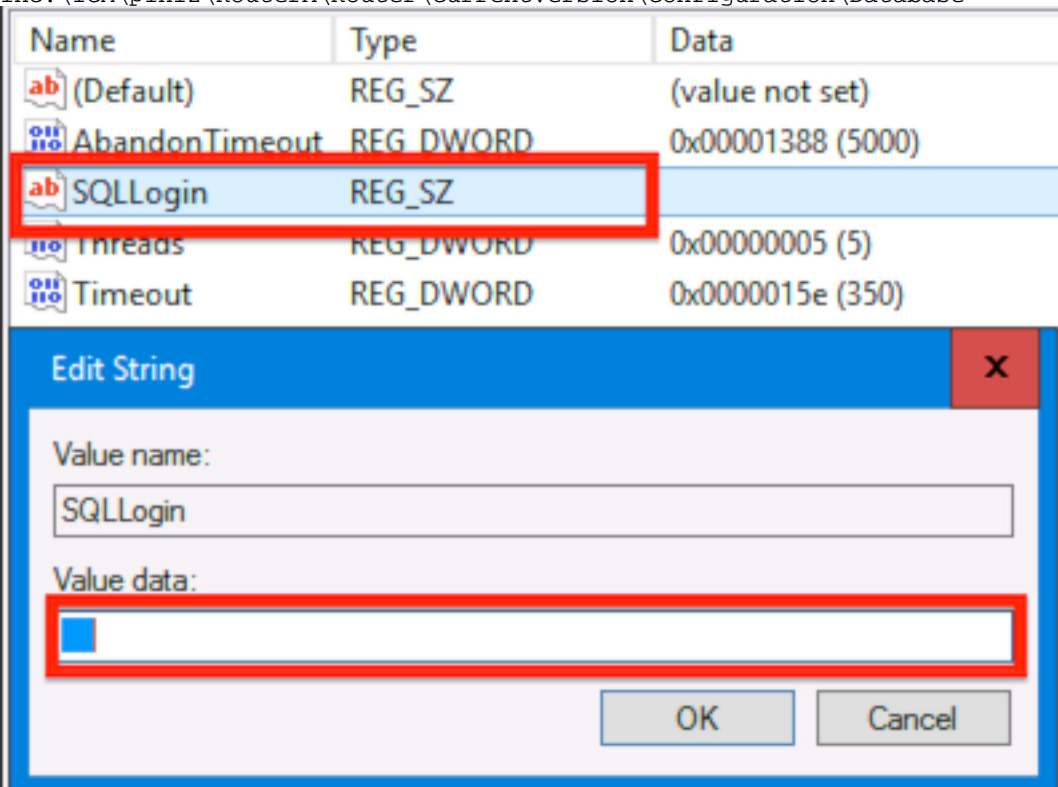 Name Type Data
(Default) REG_SZ (value not set)
AbandonTimeout REG_DWORD 0x00001388 (5000)
SQLLogin REG_SZ
Threads REG_DWORD 0x00000005 (5)
Timeout REG_DWORD 0x0000015e (350)
Edit String x
Value name:
SQLLogin
Value data:
OK Cancel